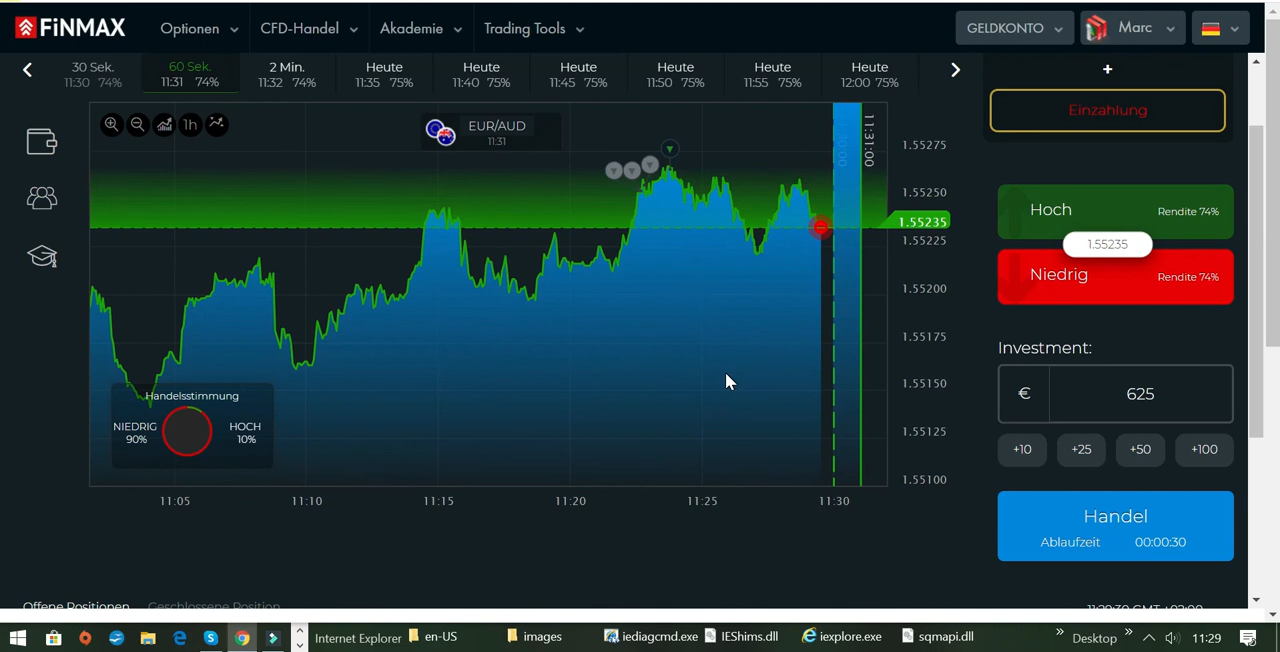 FiNMAX Optionen CFD-Handel Akademie Trading Tools GELDKONTO Marc
30 Sek. 60 Sek. 2 Min. Heute Heute Heute Heute Heute Heute
11:30 74% 11:31 74% 11:32 74% 11:35 75% 11:40 75% 11:45 75% 11:50 75% 11:55 75% 12:00 75%
+
Einzahlung
1h
EUR/AUD
11:31
11:31:00
1.55275
1.55250
1.55235
1.55225
1.55200
1.55175
1.55150
1.55125
1.55100
Hoch Rendite 74%
1.55235
Niedrig Rendite 74%
Investment:
€ 625
+10 +25 +50 +100
Handel
Ablaufzeit 00:00:30
Handelsstimmung
NIEDRIG HOCH
90% 10%
11:05 11:10 11:15 11:20 11:25 11:30
Offene Positionen Geschlossene Position
Internet Explorer en-US images iediagcmd.exe IEShims.dll iexplore.exe sqmapi.dll » Desktop » 11:29